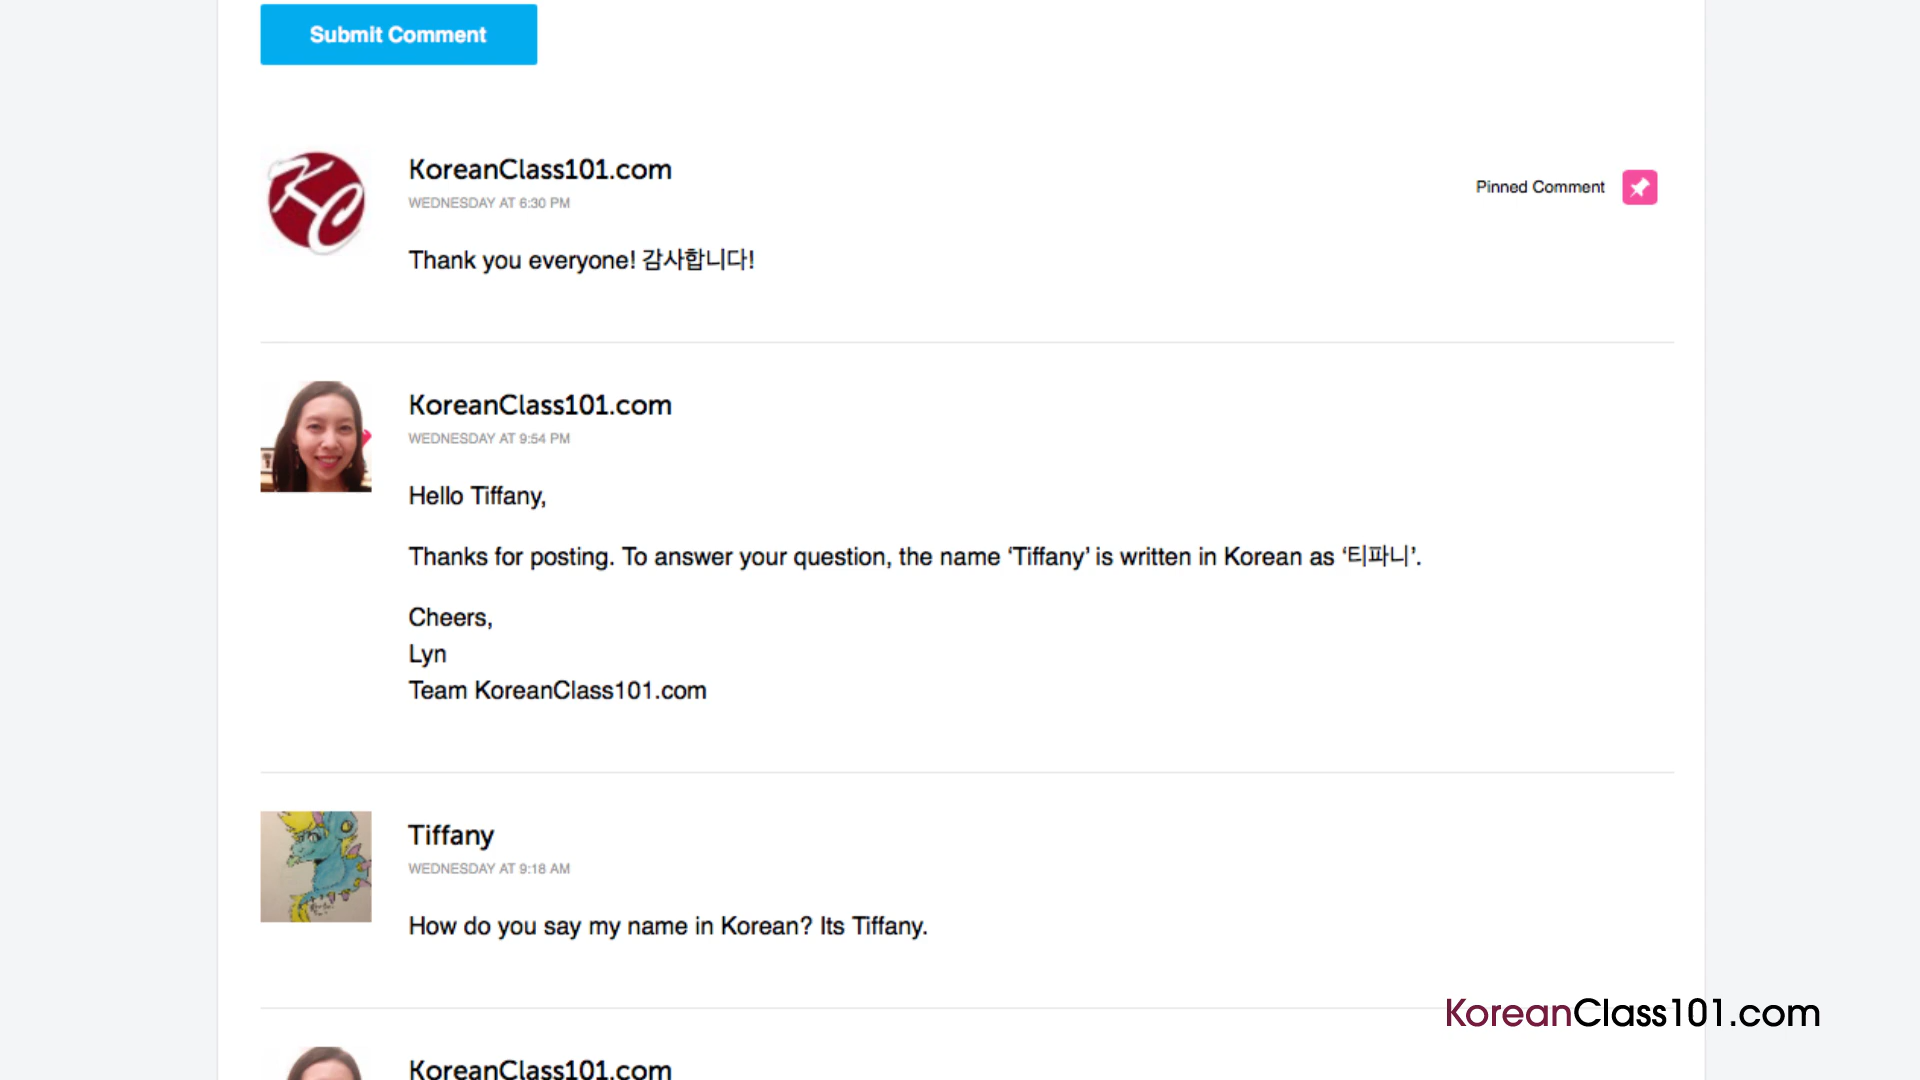 Submit Comment
KC
KoreanClass101.com
WEDNESDAY AT 6:30 PM
Pinned Comment
Thank you everyone! 감사합니다!
KoreanClass101.com
WEDNESDAY AT 9:54 PM
Hello Tiffany,
Thanks for posting. To answer your question, the name ‘Tiffany’ is written in Korean as ‘티파니’.
Cheers,
Lyn
Team KoreanClass101.com
Tiffany
WEDNESDAY AT 9:18 AM
How do you say my name in Korean? Its Tiffany.
KoreanClass101.com
KoreanClass101.com